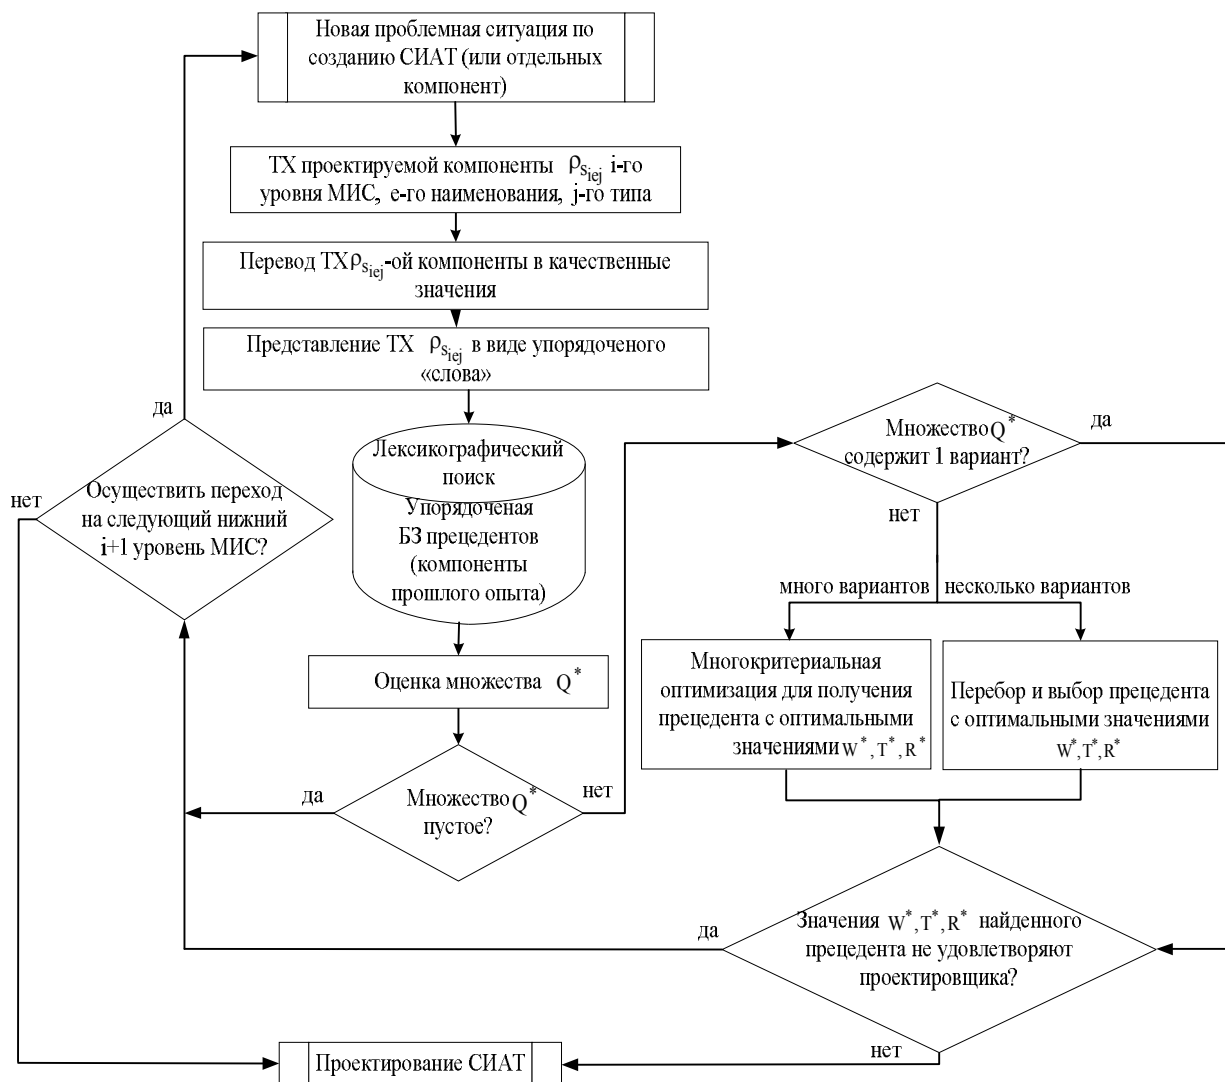 Новая проблемная ситуация по
созданию СИАТ (или отдельных
компонент)
ТХ проектируемой компоненты ρsiej i-го
уровня МИС, е-го наименования, j-го типа
Перевод ТХρsiej-ой компоненты в качественные
значения
Представление ТХ ρsiej в виде упорядоченого
«слова»
Лексикографический
поиск
Упорядоченая
БЗ прецедентов
(компоненты
прошлого опыта)
Оценка множества Q*
Множество Q*
пустое?
да
нет
Осуществить переход
на следующий нижний
i+1 уровень МИС?
да
нет
Множество Q*
содержит 1 вариант?
да
нет
много вариантов
несколько вариантов
Многокритериальная
оптимизация для получения
прецедента с оптимальными
значениями W*, T*, R*
Перебор и выбор прецедента
с оптимальными значениями
W*,T*,R*
Значения W*,T*,R* найденного
прецедента не удовлетворяют
проектировщика?
да
нет
Проектирование СИАТ